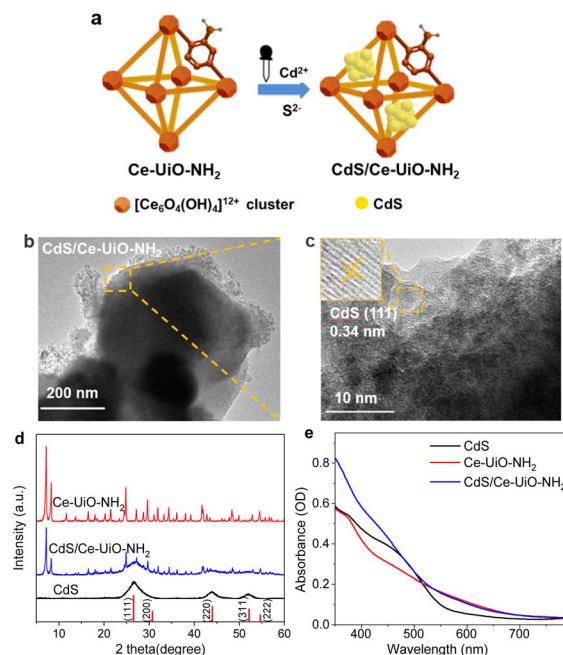 a
Cd2+
S2-
Ce-UiO-NH2
CdS/Ce-UiO-NH2
[Ce6O4(OH)4]12+ cluster
CdS
b
CdS/Ce-UiO-NH2
200 nm
c
CdS (111)
0.34 nm
10 nm
d
Intensity (a.u.)
Ce-UiO-NH2
CdS/Ce-UiO-NH2
CdS
(111)
(200)
(220)
(311)
(222)
10 20 30 40 50 60
2 theta(degree)
e
Absorbance (OD)
0.8
0.6
0.4
0.2
0.0
CdS
Ce-UiO-NH2
CdS/Ce-UiO-NH2
400 500 600 700
Wavelength (nm)